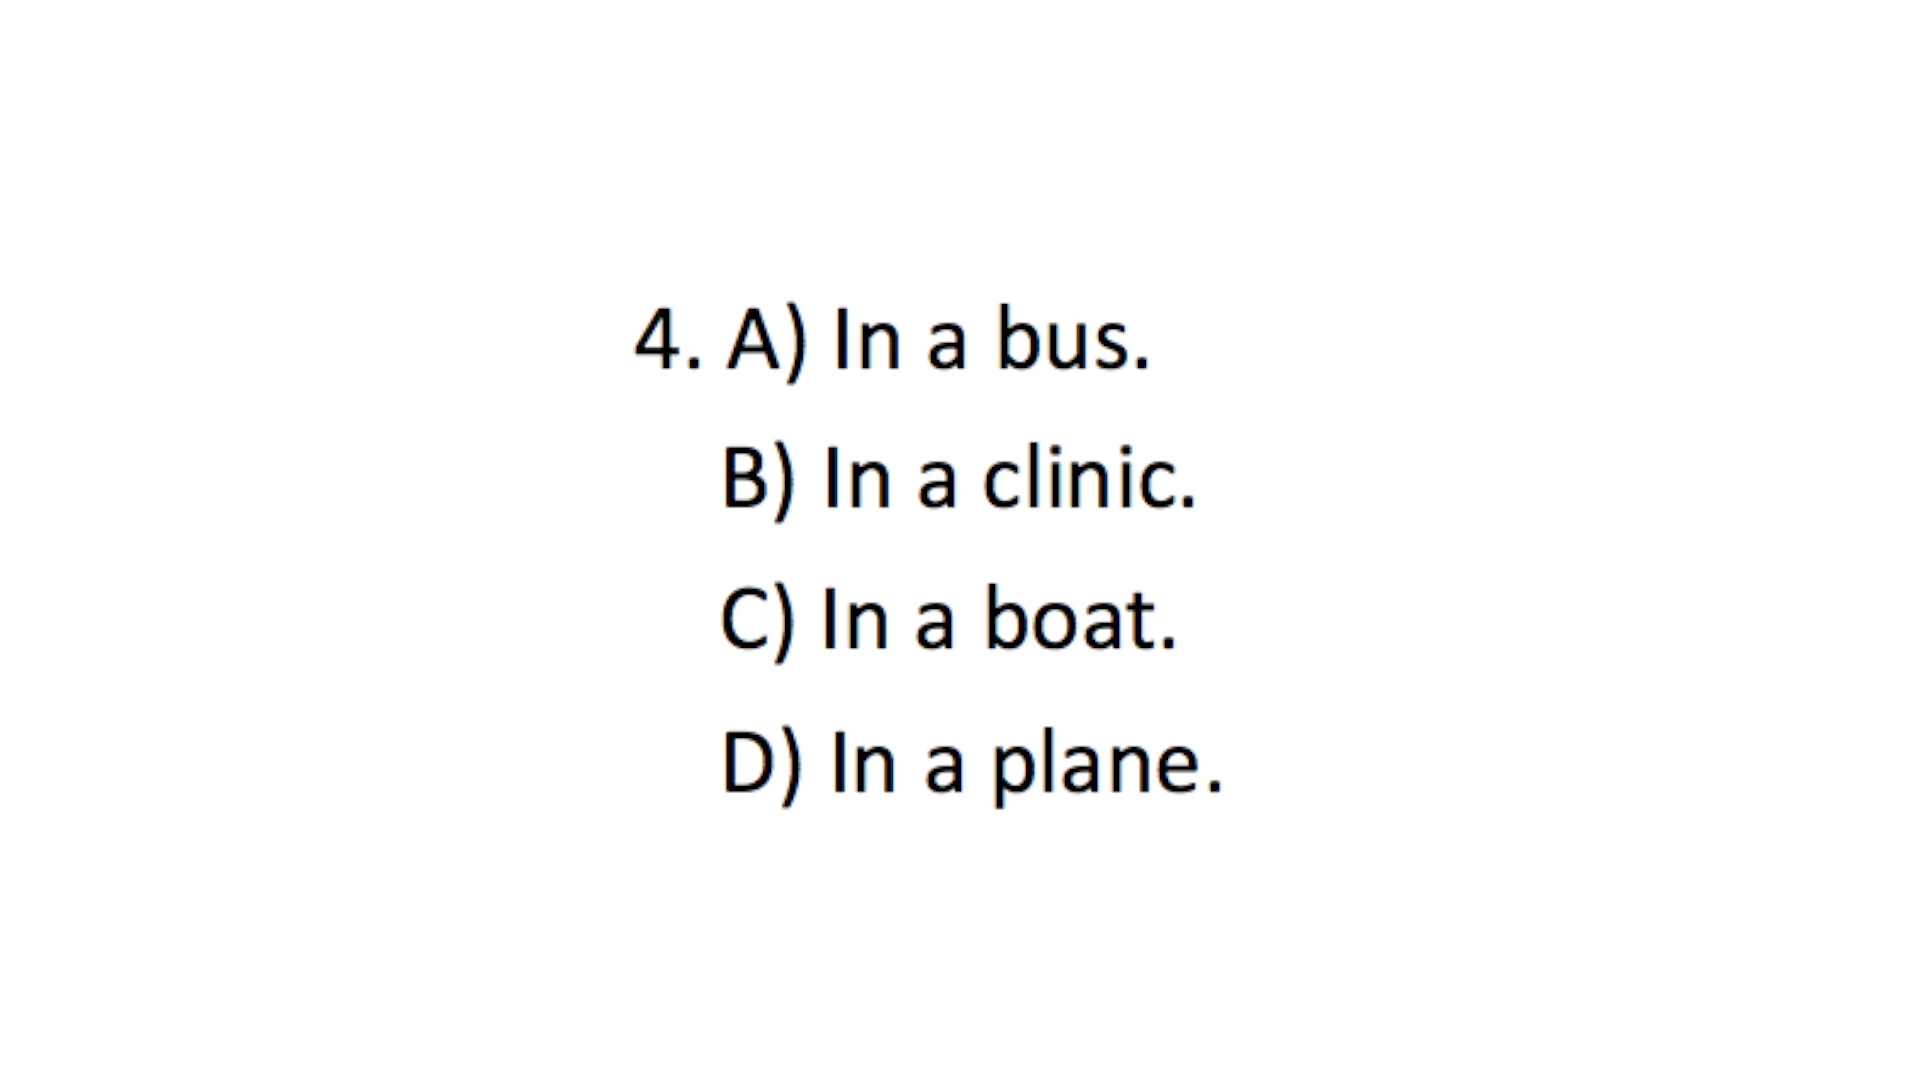 4. A) In a bus.
B) In a clinic.
C) In a boat.
D) In a plane.